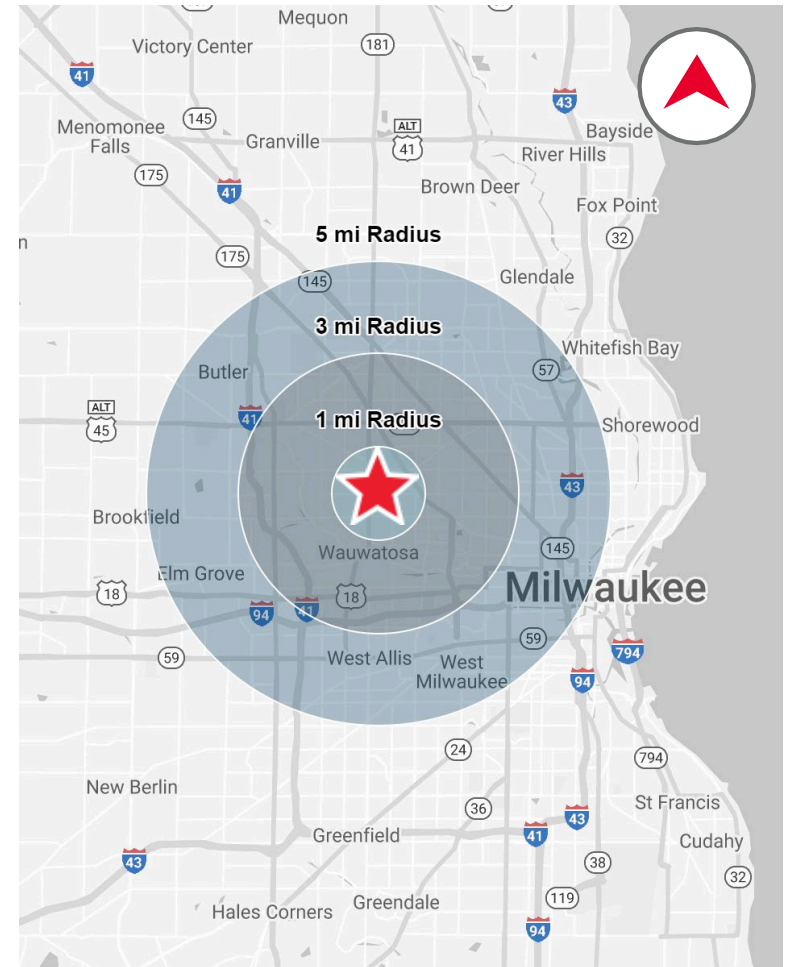 Mequon
Victory Center
181
41
43
145
Menomonee
Falls
Granville
ALT
41
Bayside
River Hills
175
41
Brown Deer
Fox Point
32
5 mi Radius
n
175
145
Glendale
3 mi Radius
Whitefish Bay
Butler
57
ALT
45
41
1 mi Radius
Shorewood
43
Brookfield
Wauwatosa
145
Elm Grove
18
18
Milwaukee
94
41
59
59
West Allis
West
Milwaukee
794
94
24
794
New Berlin
36
St Francis
43
41
Greenfield
Cudahy
43
38
32
119
Greendale
Hales Corners
94